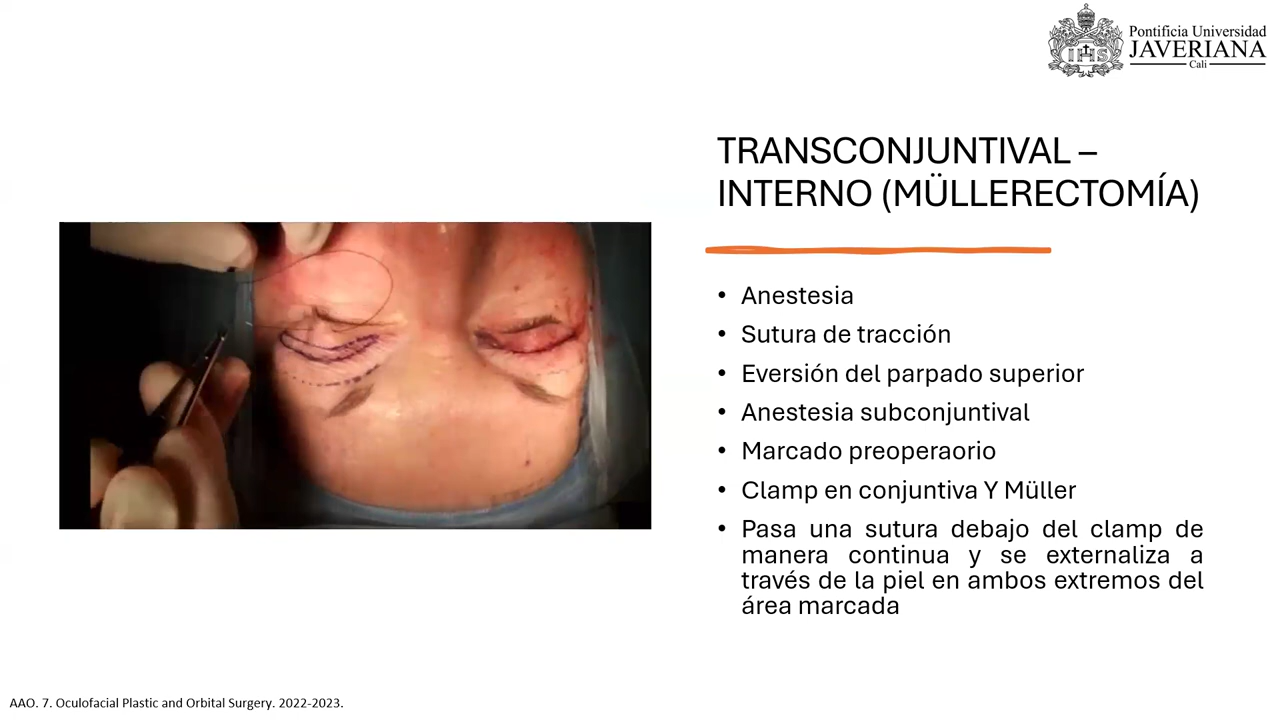 Pontificia Universidad
JAVERIANA
Cali
IHS
TRANSCONJUNTIVAL –
INTERNO (MÜLLERECTOMÍA)
• Anestesia
• Sutura de tracción
• Eversión del parpado superior
• Anestesia subconjuntival
• Marcado preoperaorio
• Clamp en conjuntiva Y Müller
• Pasa una sutura debajo del clamp de
manera continua y se externaliza a
través de la piel en ambos extremos del
área marcada
AAO. 7. Oculofacial Plastic and Orbital Surgery. 2022-2023.